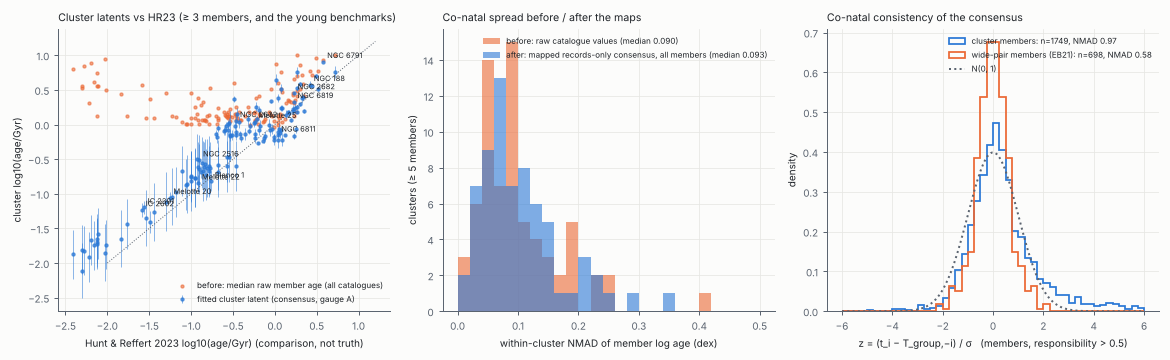 Cluster latents vs HR23 (≥ 3 members, and the young benchmarks)
cluster log10(age/Gyr)
1.0
0.5
0.0
−0.5
−1.0
−1.5
−2.0
−2.5
NGC 6791
NGC 188
NGC 2682
NGC 6819
NGC 6811
NGC 2516
Melotte 22
Melotte 20
before: median raw member age (all catalogues)
fitted cluster latent (consensus, gauge A)
−2.5 −2.0 −1.5 −1.0 −0.5 0.0 0.5 1.0
Hunt & Reffert 2023 log10(age/Gyr) (comparison, not truth)
Co-natal spread before / after the maps
before: raw catalogue values (median 0.090)
after: mapped records-only consensus, all members (median 0.093)
clusters (≥ 5 members)
14
12
10
8
6
4
2
0
0.0 0.1 0.2 0.3 0.4 0.5
within-cluster NMAD of member log age (dex)
Co-natal consistency of the consensus
cluster members: n=1749, NMAD 0.97
wide-pair members (EB21): n=698, NMAD 0.58
N(0, 1)
density
0.7
0.6
0.5
0.4
0.3
0.2
0.1
0.0
−6 −4 −2 0 2 4 6
z = (t_i − T_group,−i) / σ (members, responsibility > 0.5)